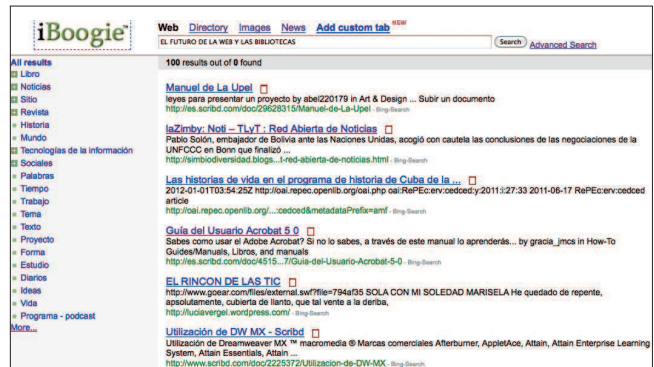 iBoogie™
Web Directory Images News Add custom tab NEW
EL FUTURO DE LA WEB Y LAS BIBLIOTECAS Search Advanced Search
All results
Libro
Noticias
Sitio
Revista
Historia
Mundo
Tecnologías de la información
Sociales
Palabras
Tiempo
Trabajo
Tema
Texto
Proyecto
Forma
Estudio
Diarios
Ideas
Vida
Programa - podcast
More...
100 results out of 0 found
Manuel de La Upel
leyes para presentar un proyecto by abel220179 in Art & Design ... Subir un documento
http://es.scribd.com/doc/29628315/Manuel-de-La-Upel - Bing-Search
laZimby: Noti – TLyT : Red Abierta de Noticias
Pablo Solón, embajador de Bolivia ante las Naciones Unidas, acogió con cautela las conclusiones de las negociaciones de la
UNFCCC en Bonn que finalizó ...
http://simbiodiversidad.blogs...t-red-abierta-de-noticias.html - Bing-Search
Las historias de vida en el programa de historia de Cuba de la ...
2012-01-01T03:54:25Z http://oai.repec.openlib.org/oai.php oai:RePEc:erv:cedced:y:2011:i:27:33 2011-06-17 RePEc:erv:cedced
article
http://oai.repec.openlib.org/...:cedced&metadataPrefix=amf - Bing-Search
Guía del Usuario Acrobat 5 0
Sabes como usar el Adobe Acrobat? Si no lo sabes, a través de este manual lo aprenderás... by gracia_jmcs in How-To
Guides/Manuals, Libros, and manuals
http://es.scribd.com/doc/4515...7/Guia-del-Usuario-Acrobat-5-0 - Bing-Search
EL RINCON DE LAS TIC
http://www.goear.com/files/external.swf?file=794af35 SOLA CON MI SOLEDAD MARISELA He quedado de repente,
apsolutamente, cubierta de llanto, que tal vente a la deriba,
http://luciavergel.wordpress.com/ - Bing-Search
Utilización de DW MX - Scribd
Utilización de Dreamweaver MX ™ macromedia ® Marcas comerciales Afterburner, AppletAce, Attain, Attain Enterprise Learning
System, Attain Essentials, Attain ...
http://www.scribd.com/doc/2225372/Utilizacion-de-DW-MX - Bing-Search